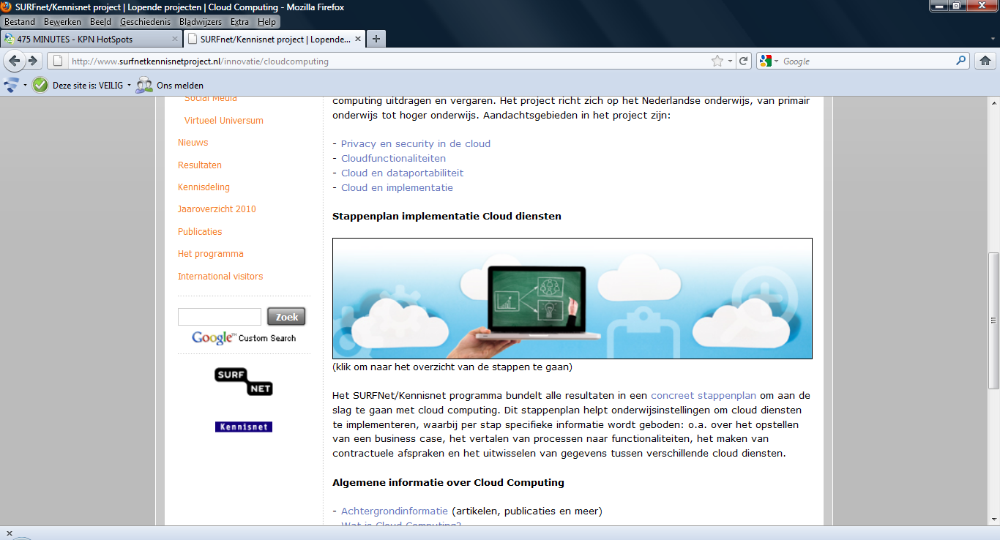 SURFnet/Kennisnet project | Lopende projecten | Cloud Computing - Mozilla Firefox
Bestand Bewerken Beeld Geschiedenis Bladwijzers Extra Help
475 MINUTES - KPN HotSpots
SURFnet/Kennisnet project | Lopende...
http://www.surfnetkennisnetproject.nl/innovatie/cloudcomputing
Google
Deze site is: VEILIG
Ons melden
Social Media
Virtueel Universum
Nieuws
Resultaten
Kennisdeling
Jaaroverzicht 2010
Publicaties
Het programma
International visitors
Zoek
Google™ Custom Search
SURF
NET
Kennisnet
computing uitdragen en vergaren. Het project richt zich op het Nederlandse onderwijs, van primair
onderwijs tot hoger onderwijs. Aandachtsgebieden in het project zijn:
- Privacy en security in de cloud
- Cloudfunctionaliteiten
- Cloud en dataportabiliteit
- Cloud en implementatie
Stappenplan implementatie Cloud diensten
(klik om naar het overzicht van de stappen te gaan)
Het SURFNet/Kennisnet programma bundelt alle resultaten in een concreet stappenplan om aan de
slag te gaan met cloud computing. Dit stappenplan helpt onderwijsinstellingen om cloud diensten
te implementeren, waarbij per stap specifieke informatie wordt geboden: o.a. over het opstellen
van een business case, het vertalen van processen naar functionaliteiten, het maken van
contractuele afspraken en het uitwisselen van gegevens tussen verschillende cloud diensten.
Algemene informatie over Cloud Computing
- Achtergrondinformatie (artikelen, publicaties en meer)
Wat is Cloud Computing?